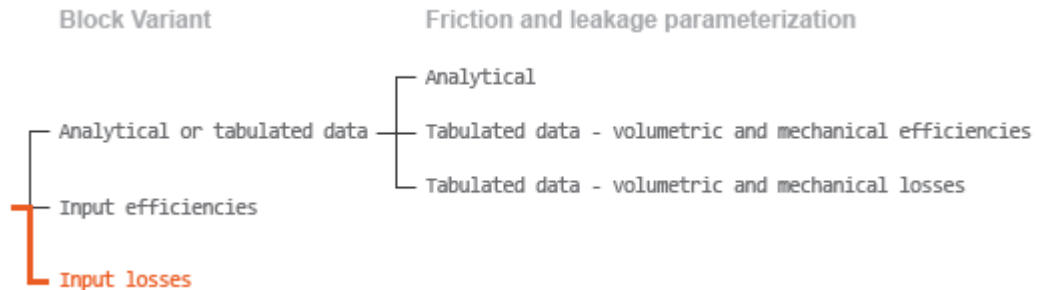 Block Variant
Friction and leakage parameterization
Analytical
Analytical or tabulated data
Tabulated data - volumetric and mechanical efficiencies
Tabulated data - volumetric and mechanical losses
Input efficiencies
Input losses